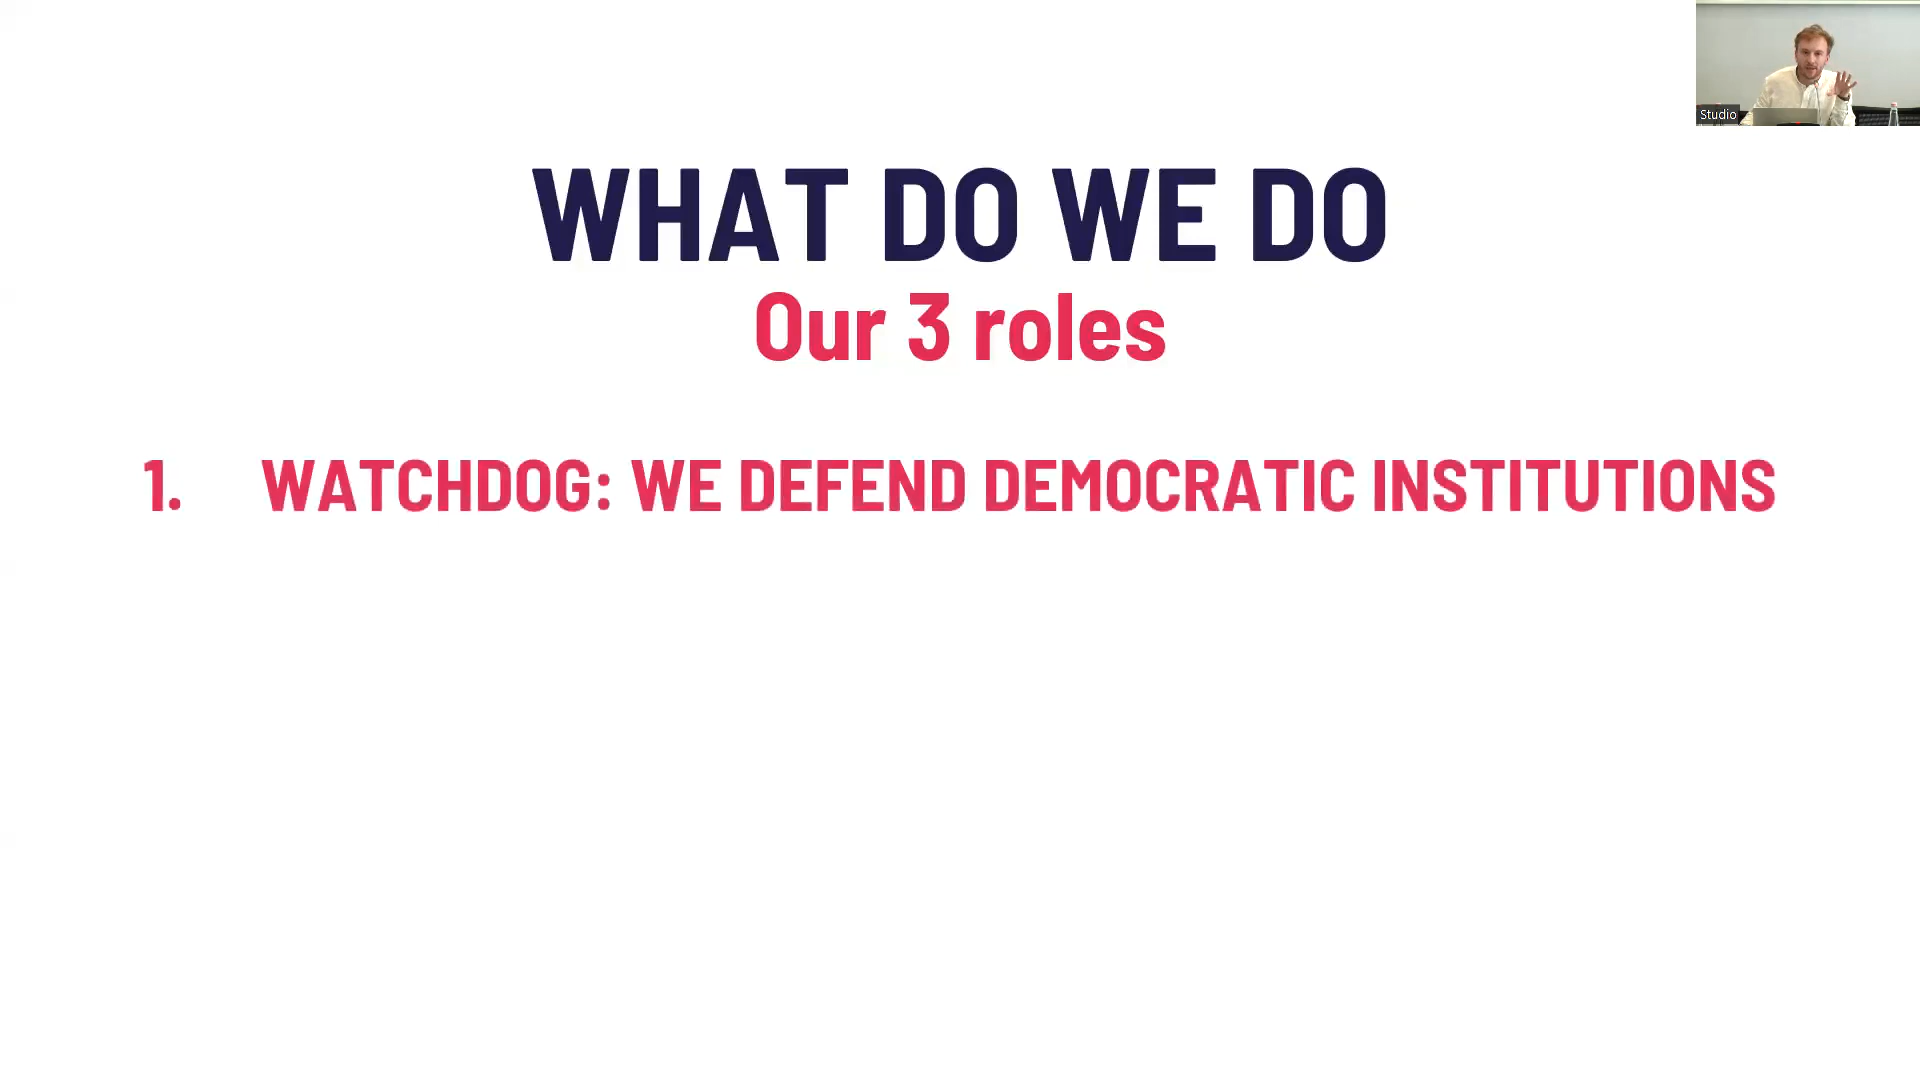 Studio
WHAT DO WE DO
Our 3 roles
1. WATCHDOG: WE DEFEND DEMOCRATIC INSTITUTIONS